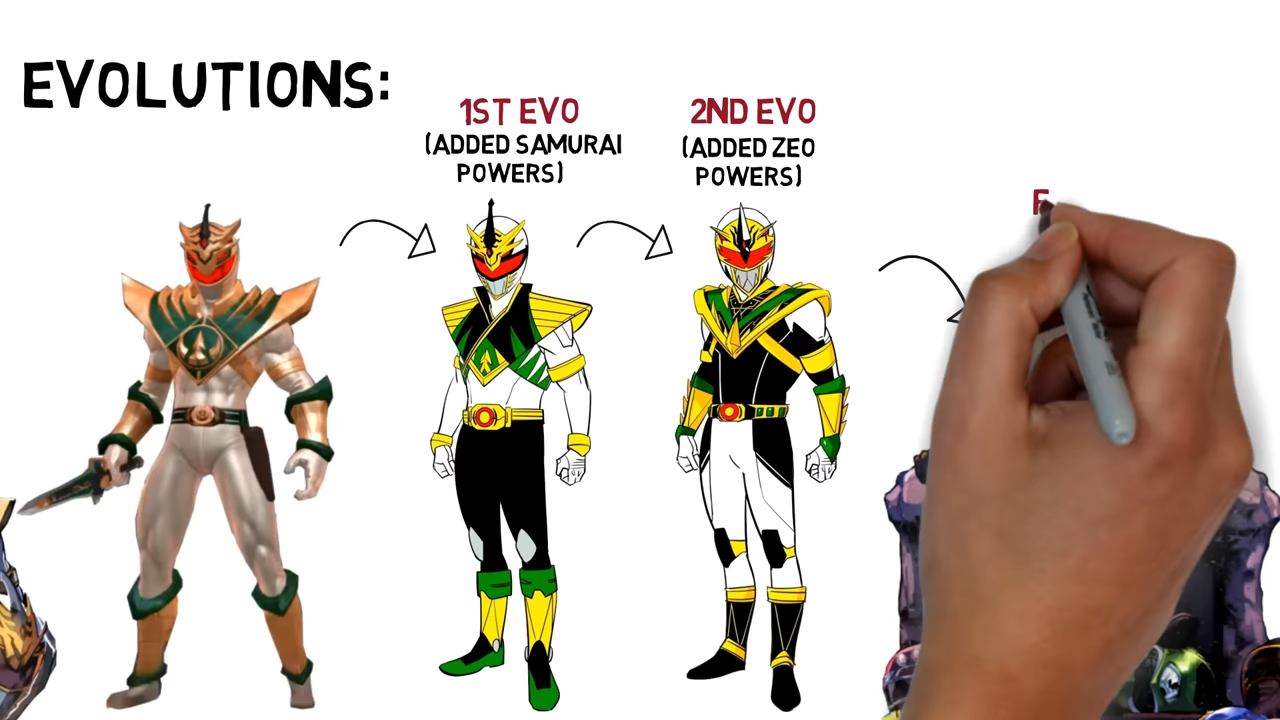 EVOLUTIONS:
1ST EVO
(ADDED SAMURAI
POWERS)
2ND EVO
(ADDED ZEO
POWERS)
F